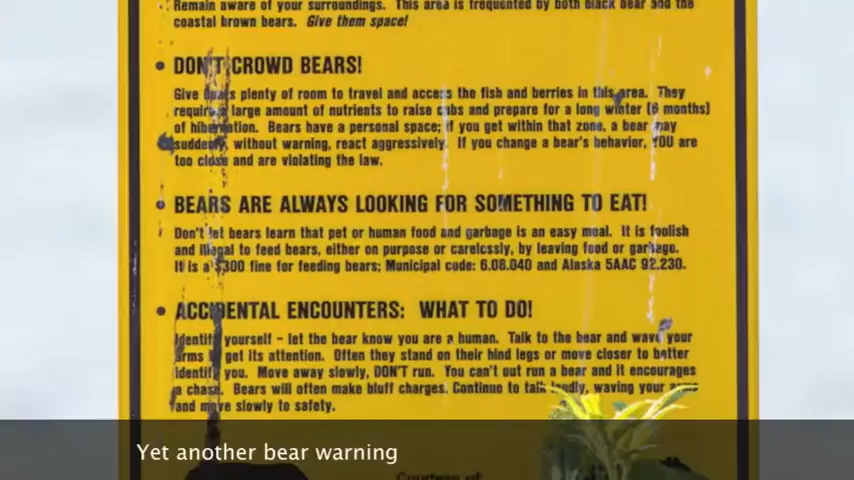 Remain aware of your surroundings. This area is frequented by both black bear and the
coastal brown bears. Give them space!
• DON'T CROWD BEARS!
Give bears plenty of room to travel and access the fish and berries in this area. They
require a large amount of nutrients to raise cubs and prepare for a long winter (6 months)
of hibernation. Bears have a personal space; if you get within that zone, a bear may
suddenly, without warning, react aggressively. If you change a bear's behavior, YOU are
too close and are violating the law.
• BEARS ARE ALWAYS LOOKING FOR SOMETHING TO EAT!
Don't let bears learn that pet or human food and garbage is an easy meal. It is foolish
and illegal to feed bears, either on purpose or carelessly, by leaving food or garbage.
It is a $300 fine for feeding bears; Municipal code: 6.08.040 and Alaska 5AAC 92.230.
• ACCIDENTAL ENCOUNTERS: WHAT TO DO!
Identify yourself – let the bear know you are a human. Talk to the bear and wave your
arms to get its attention. Often they stand on their hind legs or move closer to better
identify you. Move away slowly, DON'T run. You can't out run a bear and it encourages
a chase. Bears will often make bluff charges. Continue to talk loudly, waving your arms
and move slowly to safety.
Yet another bear warning
Courtesy of